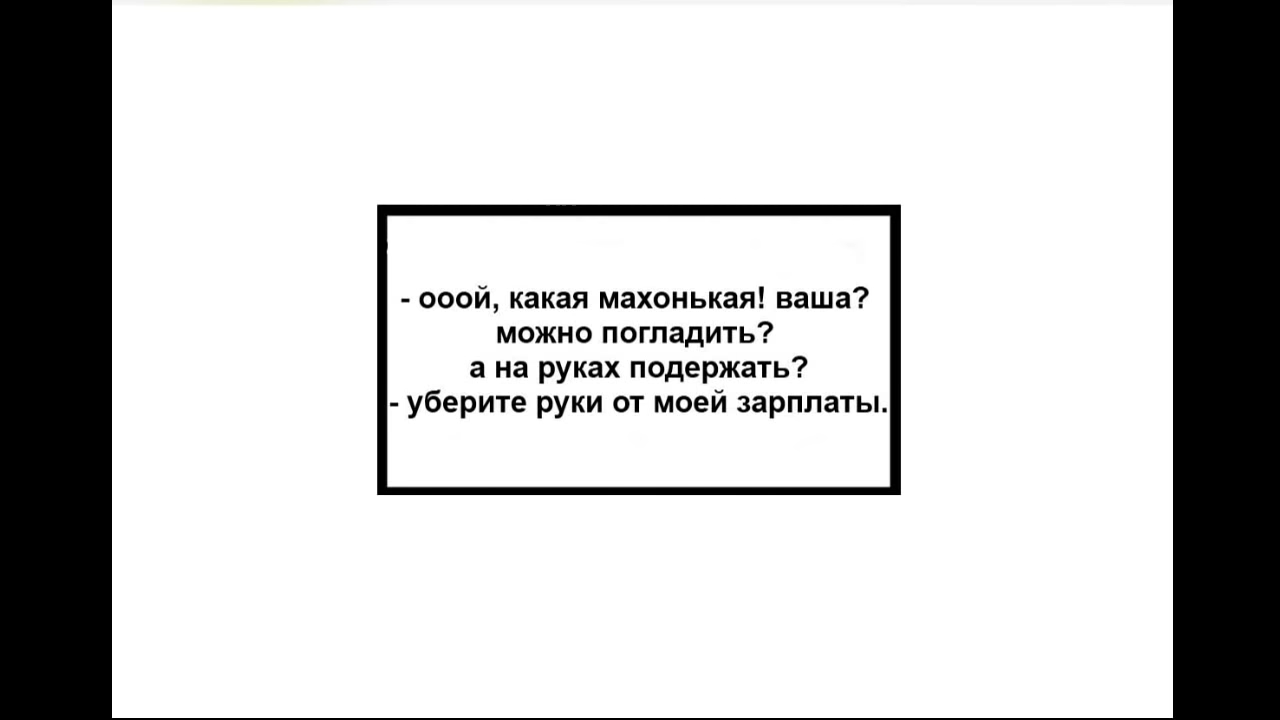 - ооой, какая махонькая! ваша?
можно погладить?
а на руках подержать?
- уберите руки от моей зарплаты.